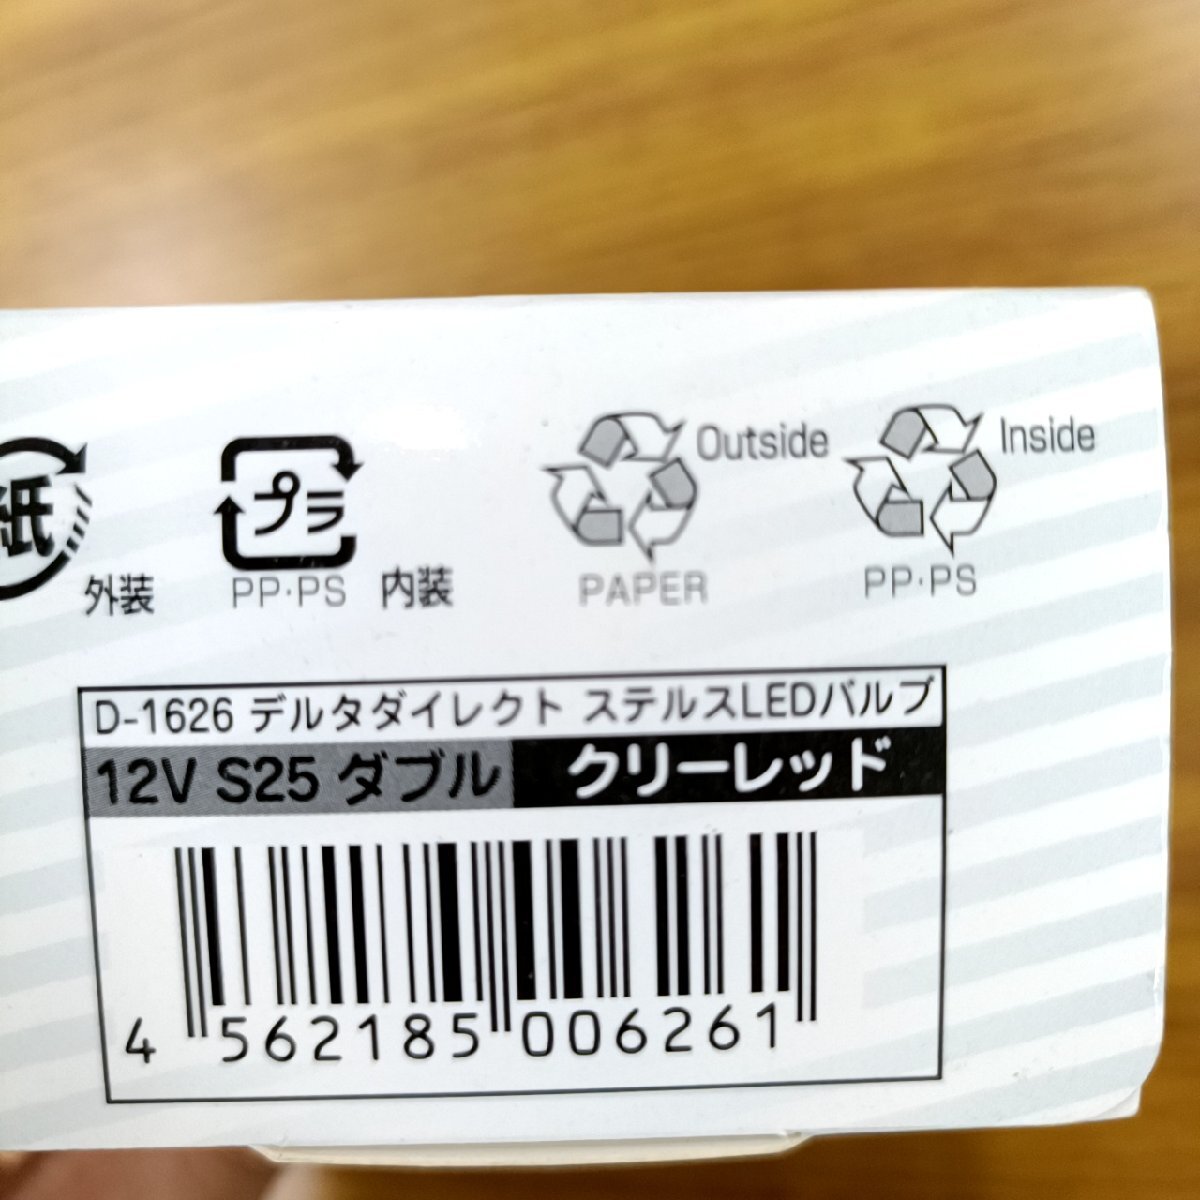 紙 外装
プラ PP・PS 内装
Outside PAPER
Inside PP・PS
D-1626 デルタダイレクト ステルスLEDバルブ
12V S25 ダブル クリーレッド
4 562185 006261